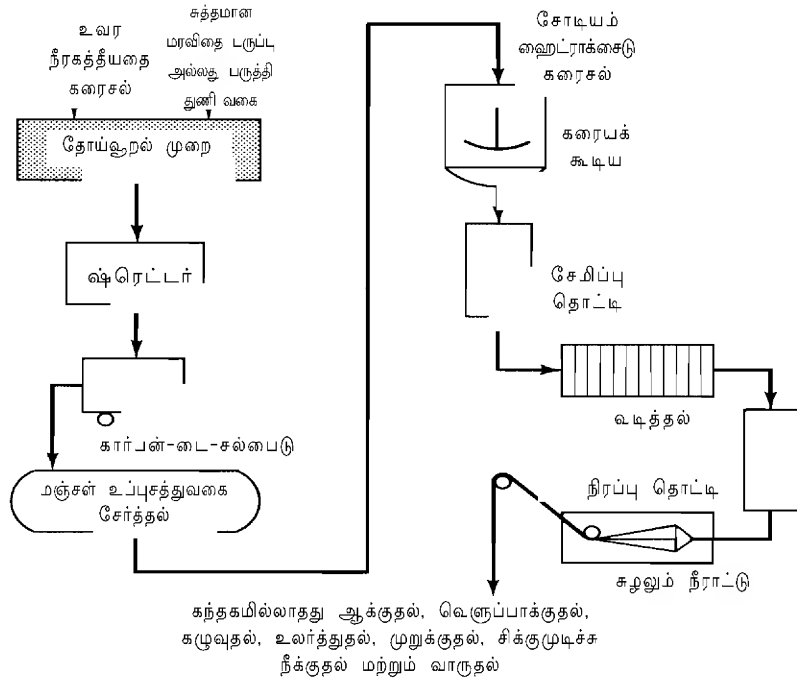 உவர
நீரகத்தீயதை
கரைசல்
சுத்தமான
மரவிதை டருப்பு
அல்லது பருத்தி
துணி வகை
தோய்வூறல் முறை
ஷ்ரெட்டர்
கார்பன்-டை-சல்பைடு
மஞ்சள் உப்புசத்துவகை
சேர்த்தல்
சோடியம்
ஹைட்ராக்சைடு
கரைசல்
கரையக்
கூடிய
சேமிப்பு
தொட்டி
வடித்தல்
நிரப்பு தொட்டி
சுழலும் நீராட்டு
கந்தகமில்லாதது ஆக்குதல், வெளுப்பாக்குதல்,
கழுவுதல், உலர்த்துதல், முறுக்குதல், சிக்குமுடிச்சு
நீக்குதல் மற்றும் வாருதல்